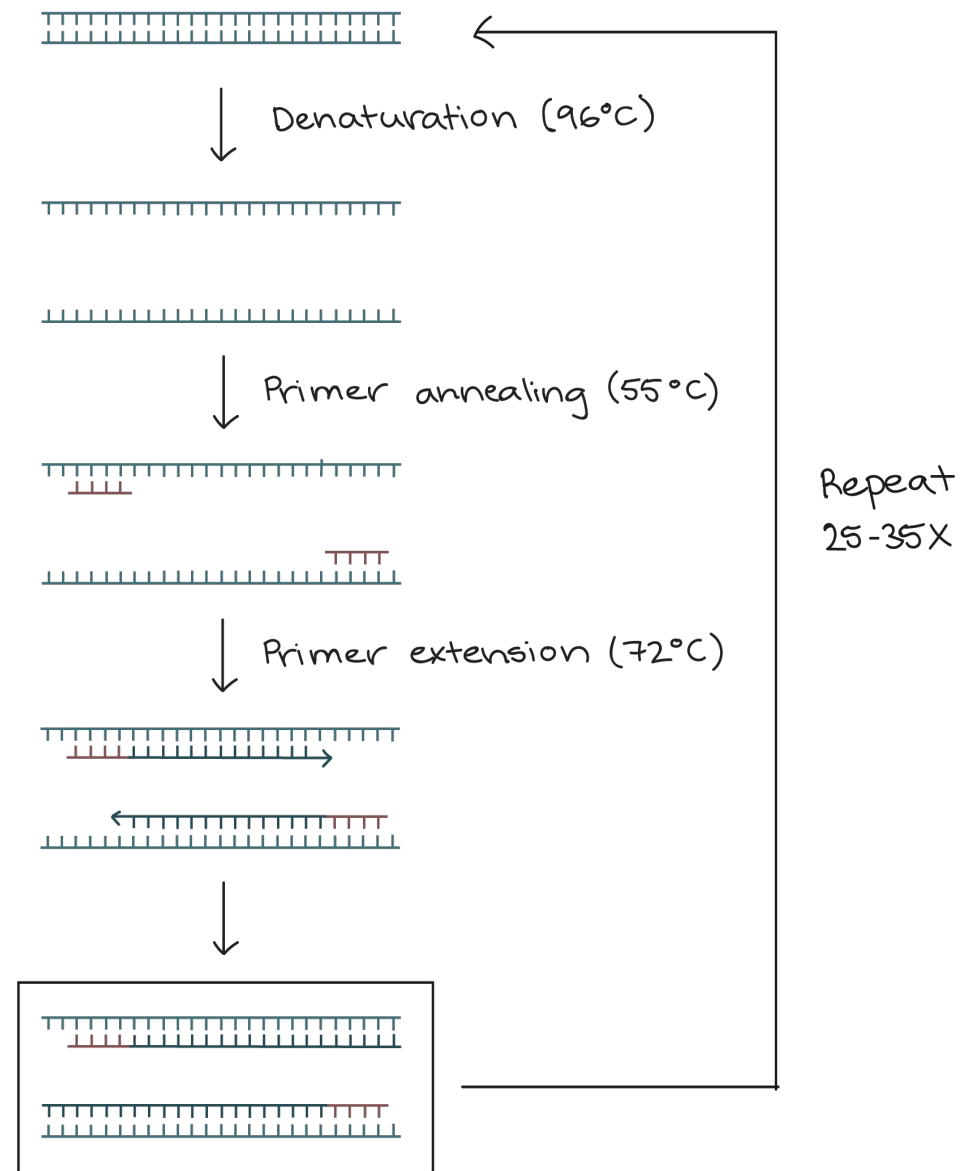 Denaturation (96°C)
Primer annealing (55°C)
Repeat
25-35X
Primer extension (72°C)